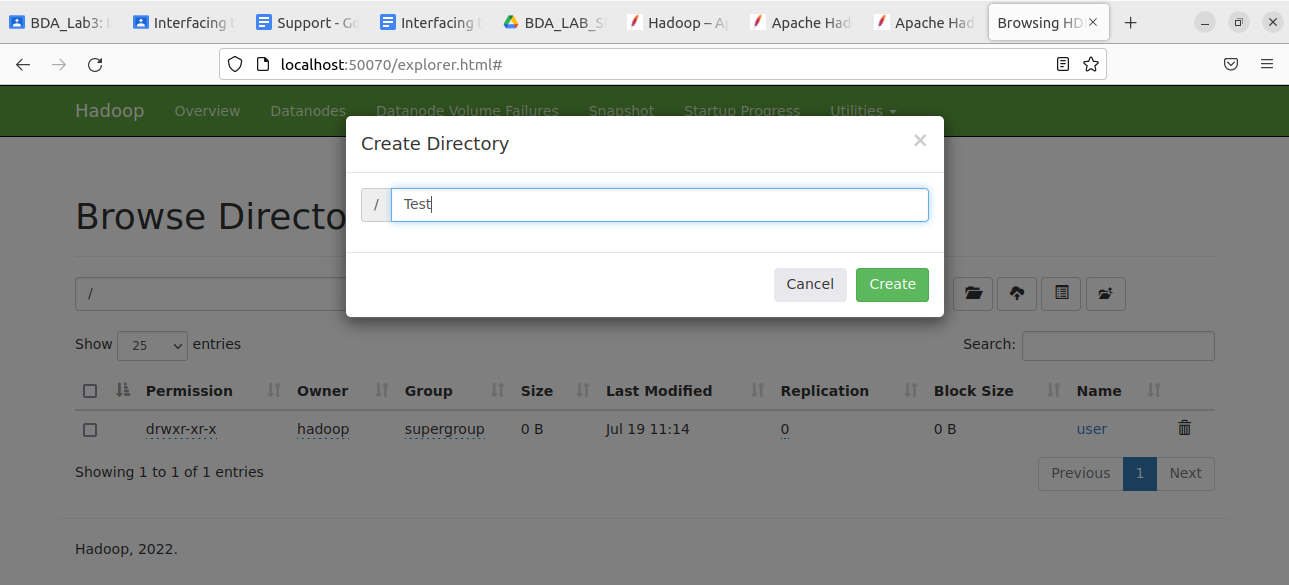 BDA_Lab3: I
Interfacing t
Support - Go
Interfacing t
BDA_LAB_S
Hadoop – Ap
Apache Had
Apache Had
Browsing HD
localhost:50070/explorer.html#
Hadoop Overview Datanodes Datanode Volume Failures Snapshot Startup Progress Utilities
Create Directory
/ Test
Cancel Create
Browse Directo
/
Show 25 entries Search:
Permission Owner Group Size Last Modified Replication Block Size Name
drwxr-xr-x hadoop supergroup 0 B Jul 19 11:14 0 0 B user
Showing 1 to 1 of 1 entries Previous 1 Next
Hadoop, 2022.